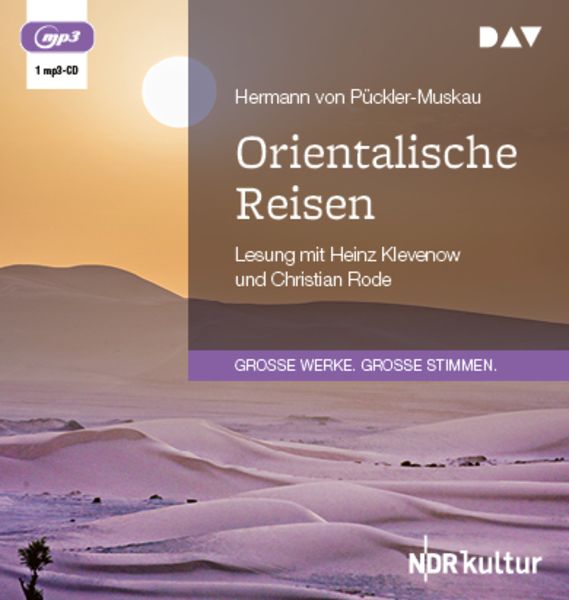 mp3
1 mp3-CD
DAV
Hermann von Pückler-Muskau
Orientalische
Reisen
Lesung mit Heinz Klevenow
und Christian Rode
GROSSE WERKE. GROSSE STIMMEN.
NDR kultur